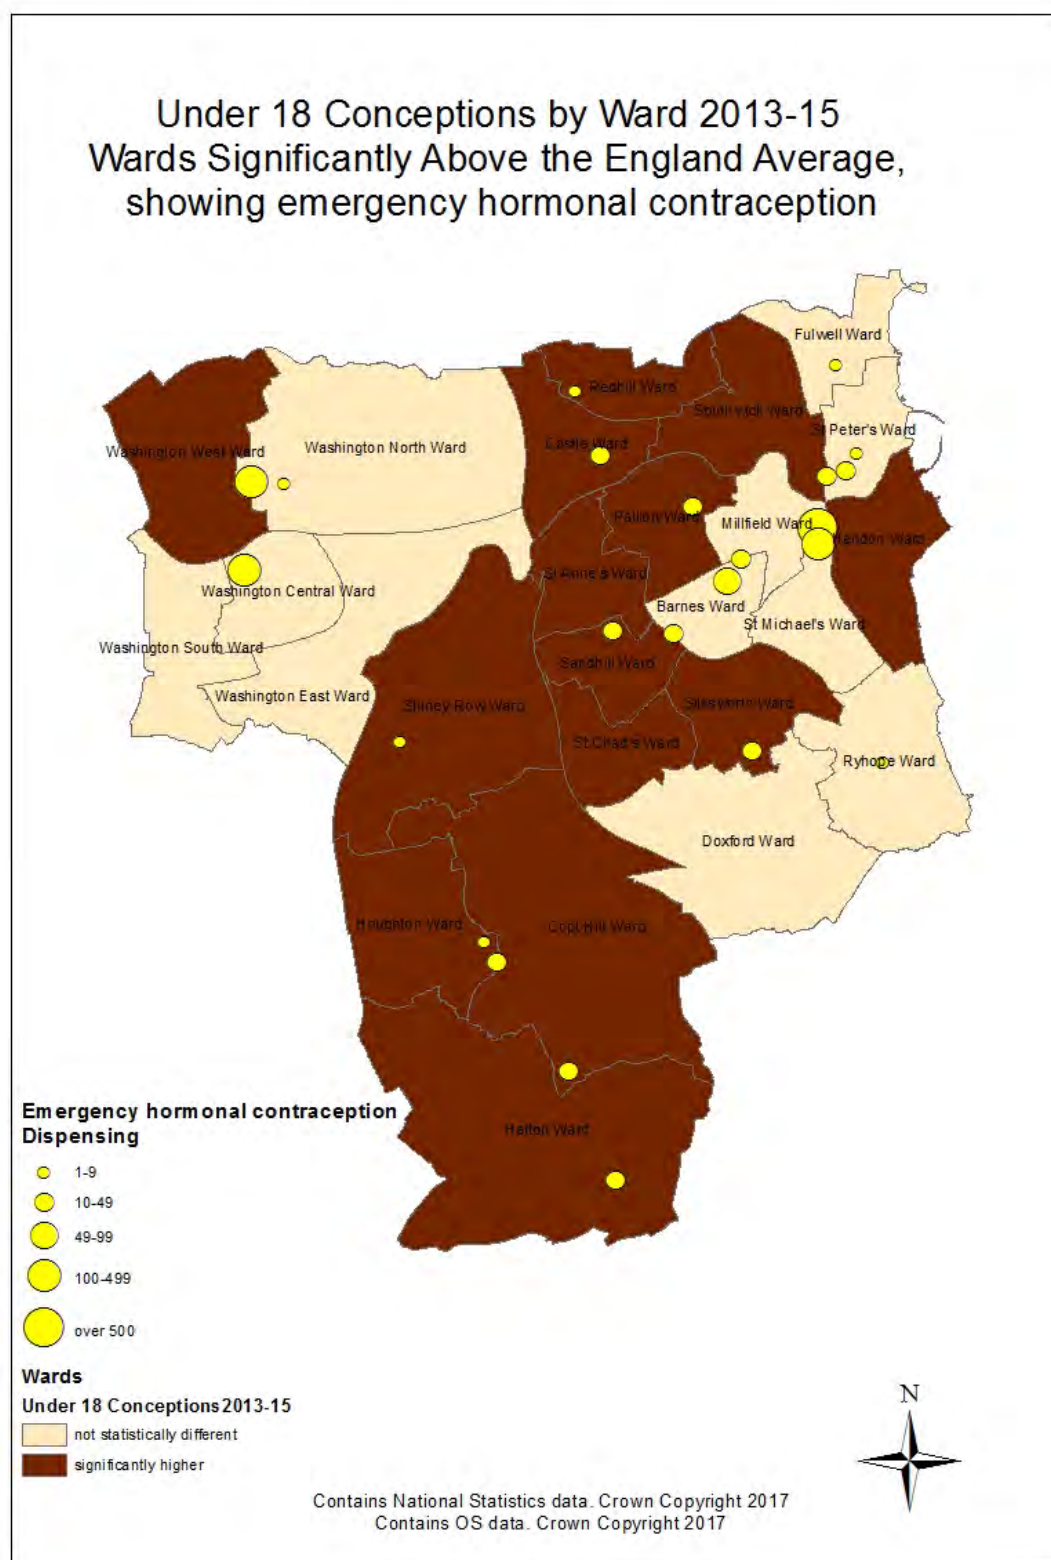 Under 18 Conceptions by Ward 2013-15
Wards Significantly Above the England Average,
showing emergency hormonal contraception
Fulwell Ward
Redhill Ward
Southwick Ward
St Peter's Ward
Castle Ward
Washington North Ward
Washington West Ward
Pallion Ward
Millfield Ward
Hendon Ward
St Anne's Ward
Washington Central Ward
Barnes Ward
St Michael's Ward
Washington South Ward
Sandhill Ward
Washington East Ward
Shiney Row Ward
Silksworth Ward
St Chad's Ward
Ryhope Ward
Doxford Ward
Houghton Ward
Copt Hill Ward
Hetton Ward
Emergency hormonal contraception
Dispensing
1-9
10-49
49-99
100-499
over 500
Wards
Under 18 Conceptions 2013-15
not statistically different
significantly higher
N
Contains National Statistics data. Crown Copyright 2017
Contains OS data. Crown Copyright 2017